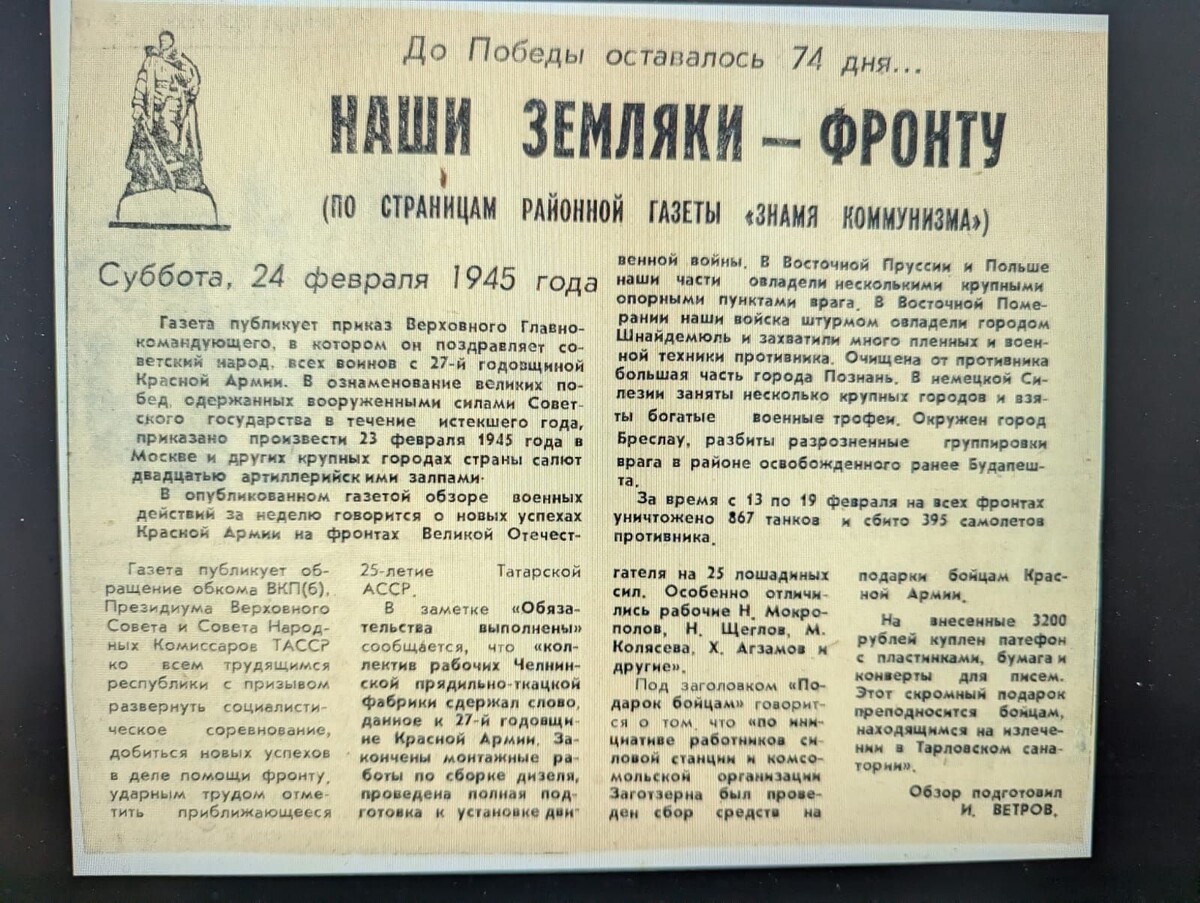 До Победы оставалось 74 дня...
НАШИ ЗЕМЛЯКИ — ФРОНТУ
(ПО СТРАНИЦАМ РАЙОННОЙ ГАЗЕТЫ «ЗНАМЯ КОММУНИЗМА»)
Суббота, 24 февраля 1945 года
Газета публикует приказ Верховного Главно-
командующего, в котором он поздравляет со-
ветский народ, всех воинов с 27-й годовщиной
Красной Армии. В ознаменование великих по-
бед, одержанных вооруженными силами Совет-
ского государства в течение истекшего года,
приказано произвести 23 февраля 1945 года в
Москве и других крупных городах страны салют
двадцатью артиллерийскими залпами.
В опубликованном газетой обзоре военных
действий за неделю говорится о новых успехах
Красной Армии на фронтах Великой Отечест-
венной войны. В Восточной Пруссии и Польше
наши части овладели несколькими крупными
опорными пунктами врага. В Восточной Поме-
рании наши войска штурмом овладели городом
Шнайдемюль и захватили много пленных и воен-
ной техники противника. Очищена от противника
большая часть города Познань. В немецкой Си-
лезии заняты несколько крупных городов и взя-
ты богатые военные трофеи. Окружен город
Бреслау, разбиты разрозненные группировки
врага в районе освобожденного ранее Будапеш-
та.
За время с 13 по 19 февраля на всех фронтах
уничтожено 867 танков и сбито 395 самолетов
противника.
Газета публикует об-
ращение обкома ВКП(б),
Президиума Верховного
Совета и Совета Народ-
ных Комиссаров ТАССР
ко всем трудящимся
республики с призывом
развернуть социалисти-
ческое соревнование,
добиться новых успехов
в деле помощи фронту,
ударным трудом отме-
тить приближающееся
25-летие Татарской
АССР.
В заметке «Обяза-
тельства выполнены»
сообщается, что «кол-
лектив рабочих Челнин-
ской прядильно-ткацкой
фабрики сдержал слово,
данное к 27-й годовщи-
не Красной Армии. За-
кончены монтажные ра-
боты по сборке дизеля,
проведена полная под-
готовка к установке дви-
гателя на 25 лошадиных
сил. Особенно отличи-
лись рабочие Н. Мокро-
полов, Н. Щеглов, М.
Колясева, Х. Агзамов и
другие».
Под заголовком «По-
дарок бойцам» говорит-
ся о том, что «по ини-
циативе работников си-
ловой станции и комсо-
мольской организации
Заготзерна был прове-
ден сбор средств на
подарки бойцам Крас-
ной Армии.
На внесенные 3200
рублей куплен патефон
с пластинками, бумага и
конверты для писем.
Этот скромный подарок
преподносится бойцам,
находящимся на излече-
нии в Тарловском сана-
тории».
Обзор подготовил
И. ВЕТРОВ.